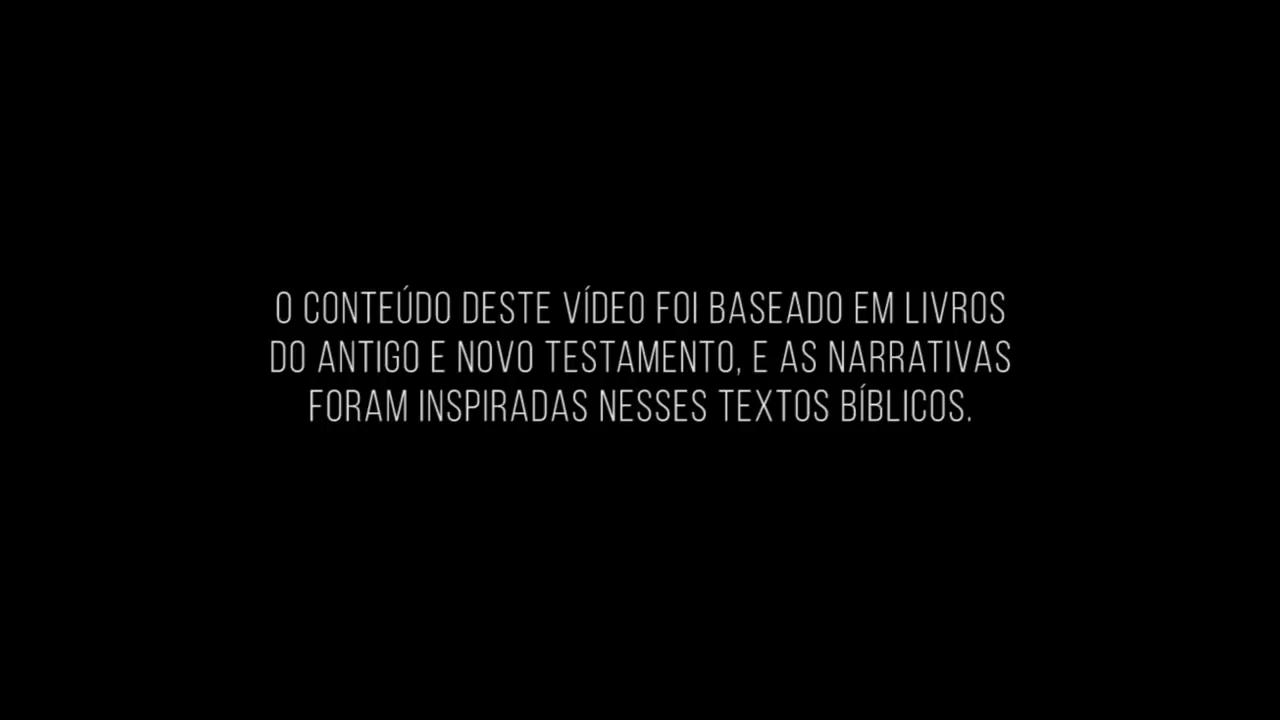 O CONTEÚDO DESTE VÍDEO FOI BASEADO EM LIVROS
DO ANTIGO E NOVO TESTAMENTO, E AS NARRATIVAS
FORAM INSPIRADAS NESSES TEXTOS BÍBLICOS.